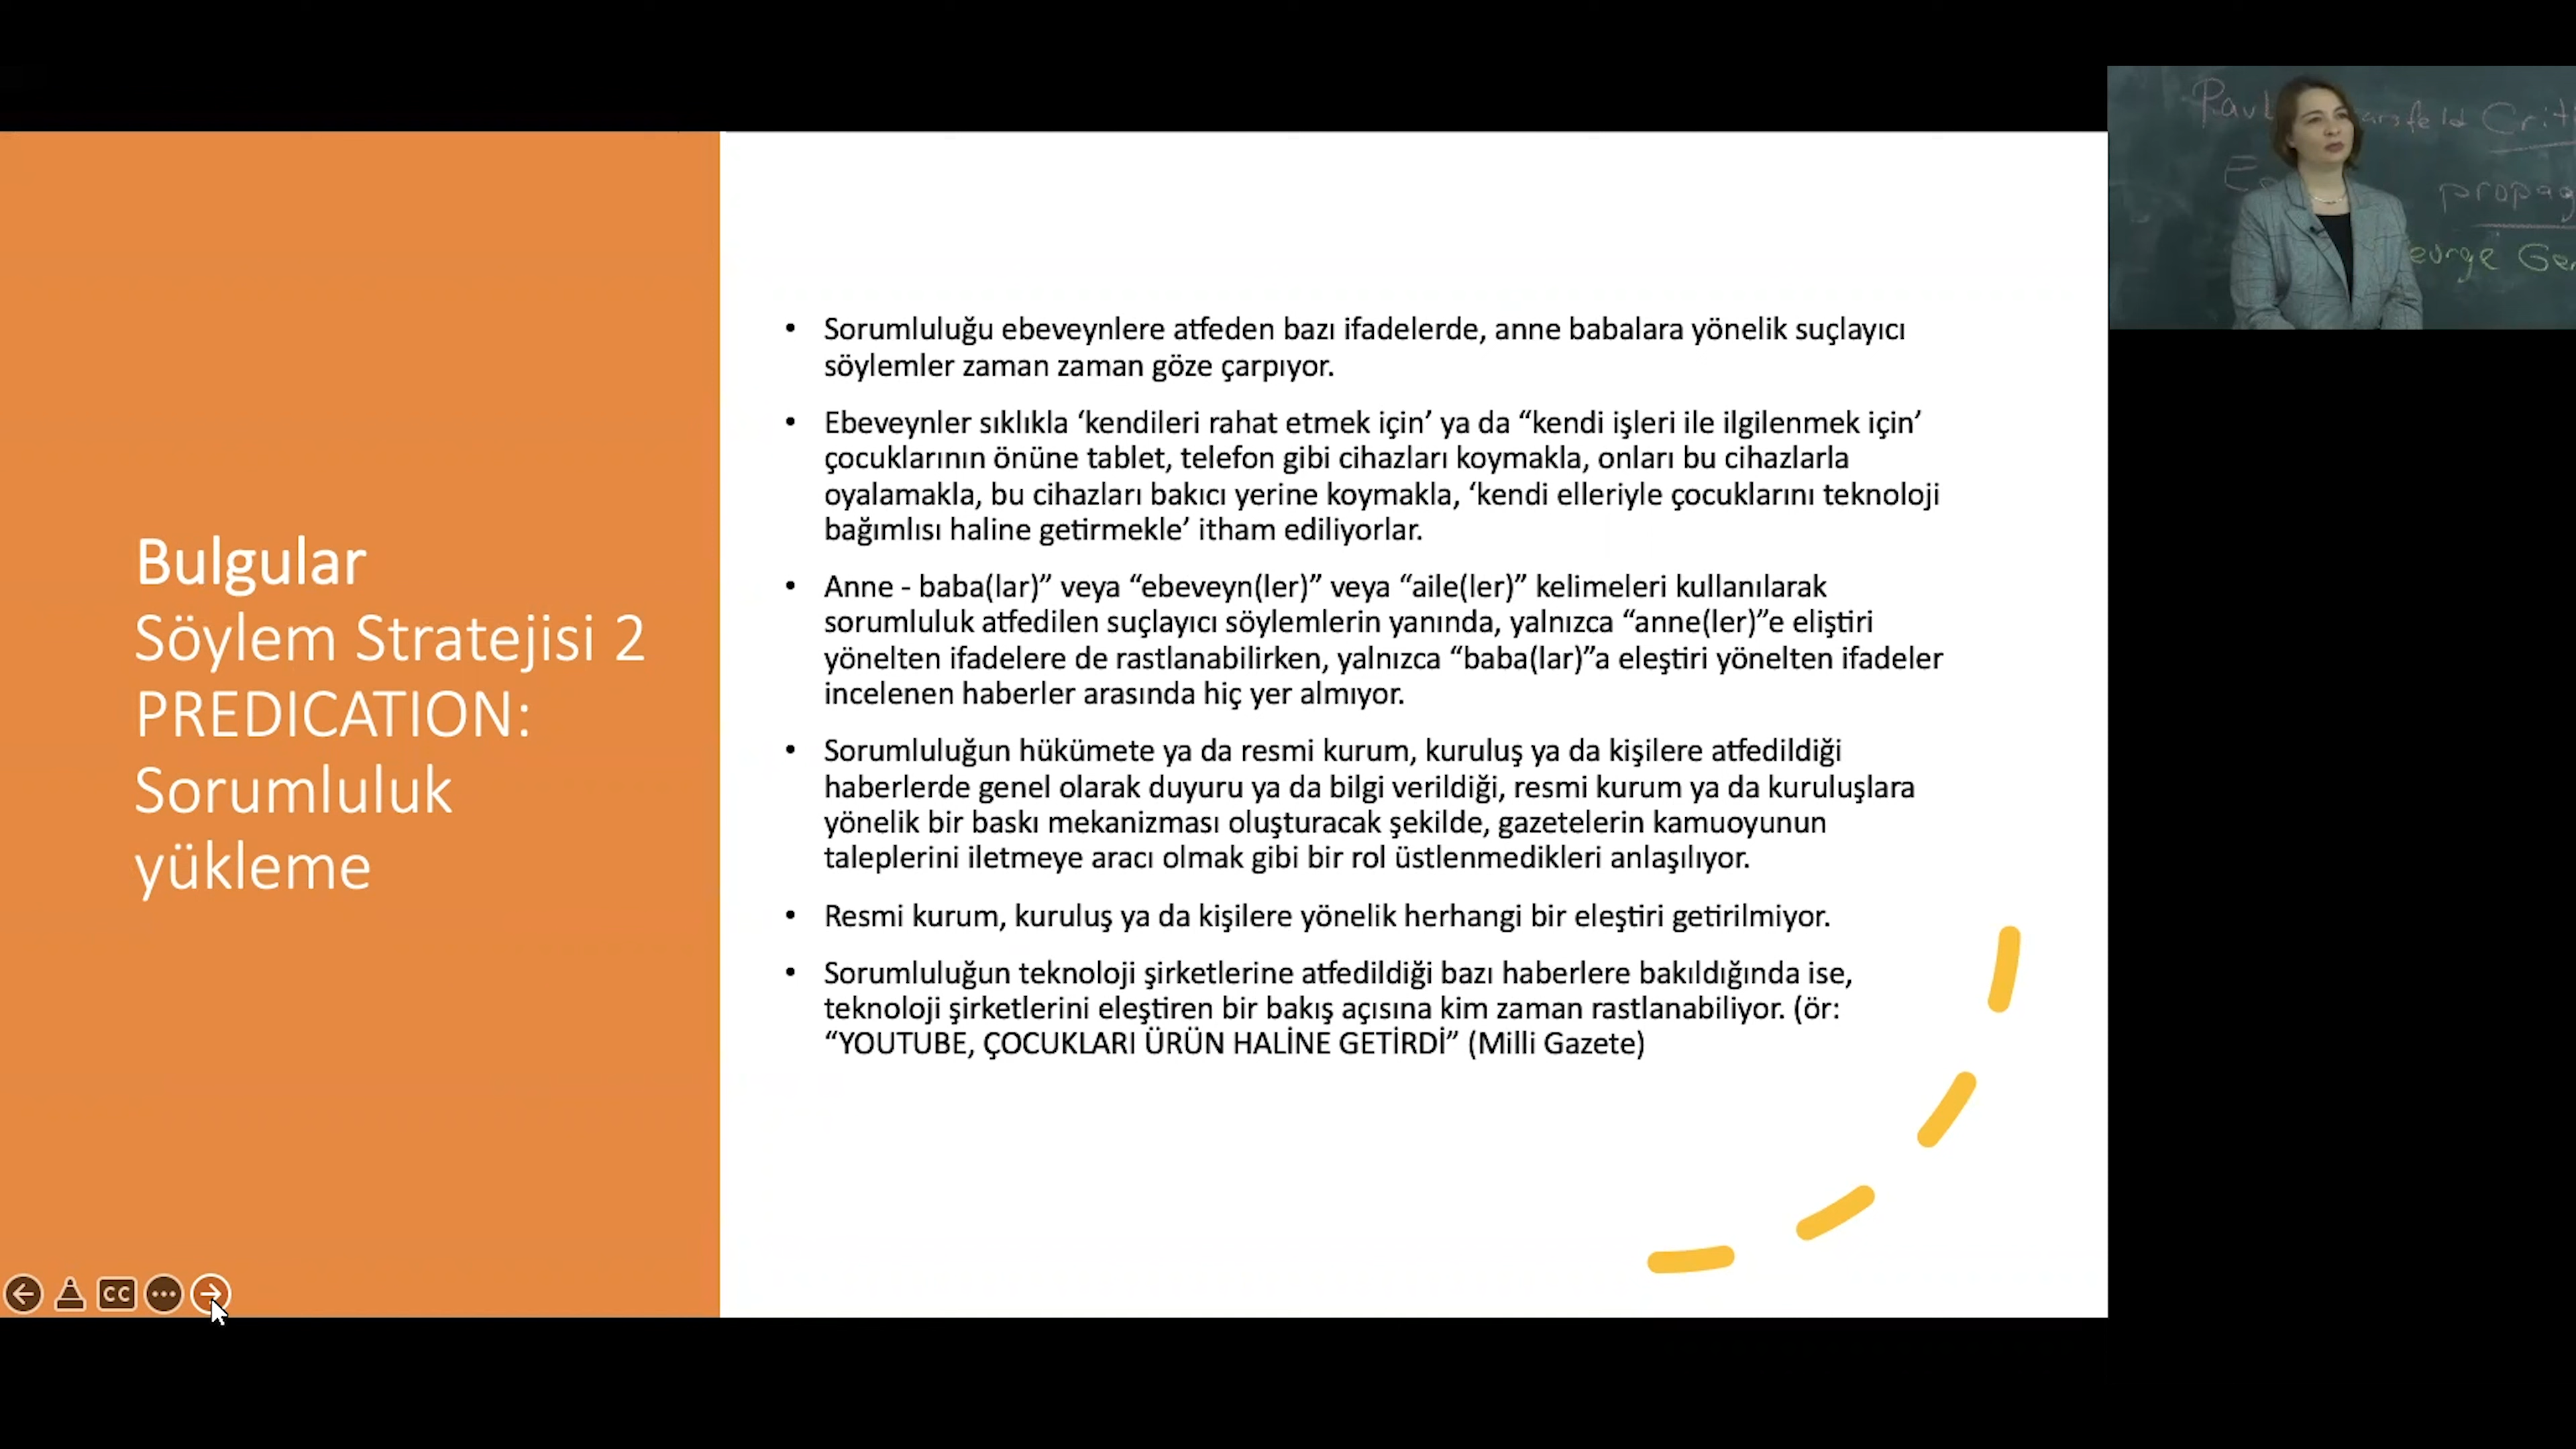 Bulgular
Söylem Stratejisi 2
PREDICATION:
Sorumluluk
yükleme
• Sorumluluğu ebeveynlere atfeden bazı ifadelerde, anne babalara yönelik suçlayıcı
söylemler zaman zaman göze çarpıyor.
• Ebeveynler sıklıkla ‘kendileri rahat etmek için’ ya da “kendi işleri ile ilgilenmek için’
çocuklarının önüne tablet, telefon gibi cihazları koymakla, onları bu cihazlarla
oyalamakla, bu cihazları bakıcı yerine koymakla, ‘kendi elleriyle çocuklarını teknoloji
bağımlısı haline getirmekle’ itham ediliyorlar.
• Anne - baba(lar)” veya “ebeveyn(ler)” veya “aile(ler)” kelimeleri kullanılarak
sorumluluk atfedilen suçlayıcı söylemlerin yanında, yalnızca “anne(ler)”e eliştiri
yönelten ifadelere de rastlanabilirken, yalnızca “baba(lar)”a eleştiri yönelten ifadeler
incelenen haberler arasında hiç yer almıyor.
• Sorumluluğun hükümete ya da resmi kurum, kuruluş ya da kişilere atfedildiği
haberlerde genel olarak duyuru ya da bilgi verildiği, resmi kurum ya da kuruluşlara
yönelik bir baskı mekanizması oluşturacak şekilde, gazetelerin kamuoyunun
taleplerini iletmeye aracı olmak gibi bir rol üstlenmedikleri anlaşılıyor.
• Resmi kurum, kuruluş ya da kişilere yönelik herhangi bir eleştiri getirilmiyor.
• Sorumluluğun teknoloji şirketlerine atfedildiği bazı haberlere bakıldığında ise,
teknoloji şirketlerini eleştiren bir bakış açısına kim zaman rastlanabiliyor. (ör:
“YOUTUBE, ÇOCUKLARI ÜRÜN HALİNE GETİRDİ” (Milli Gazete)
CC
Crit
propag
eorge Ger